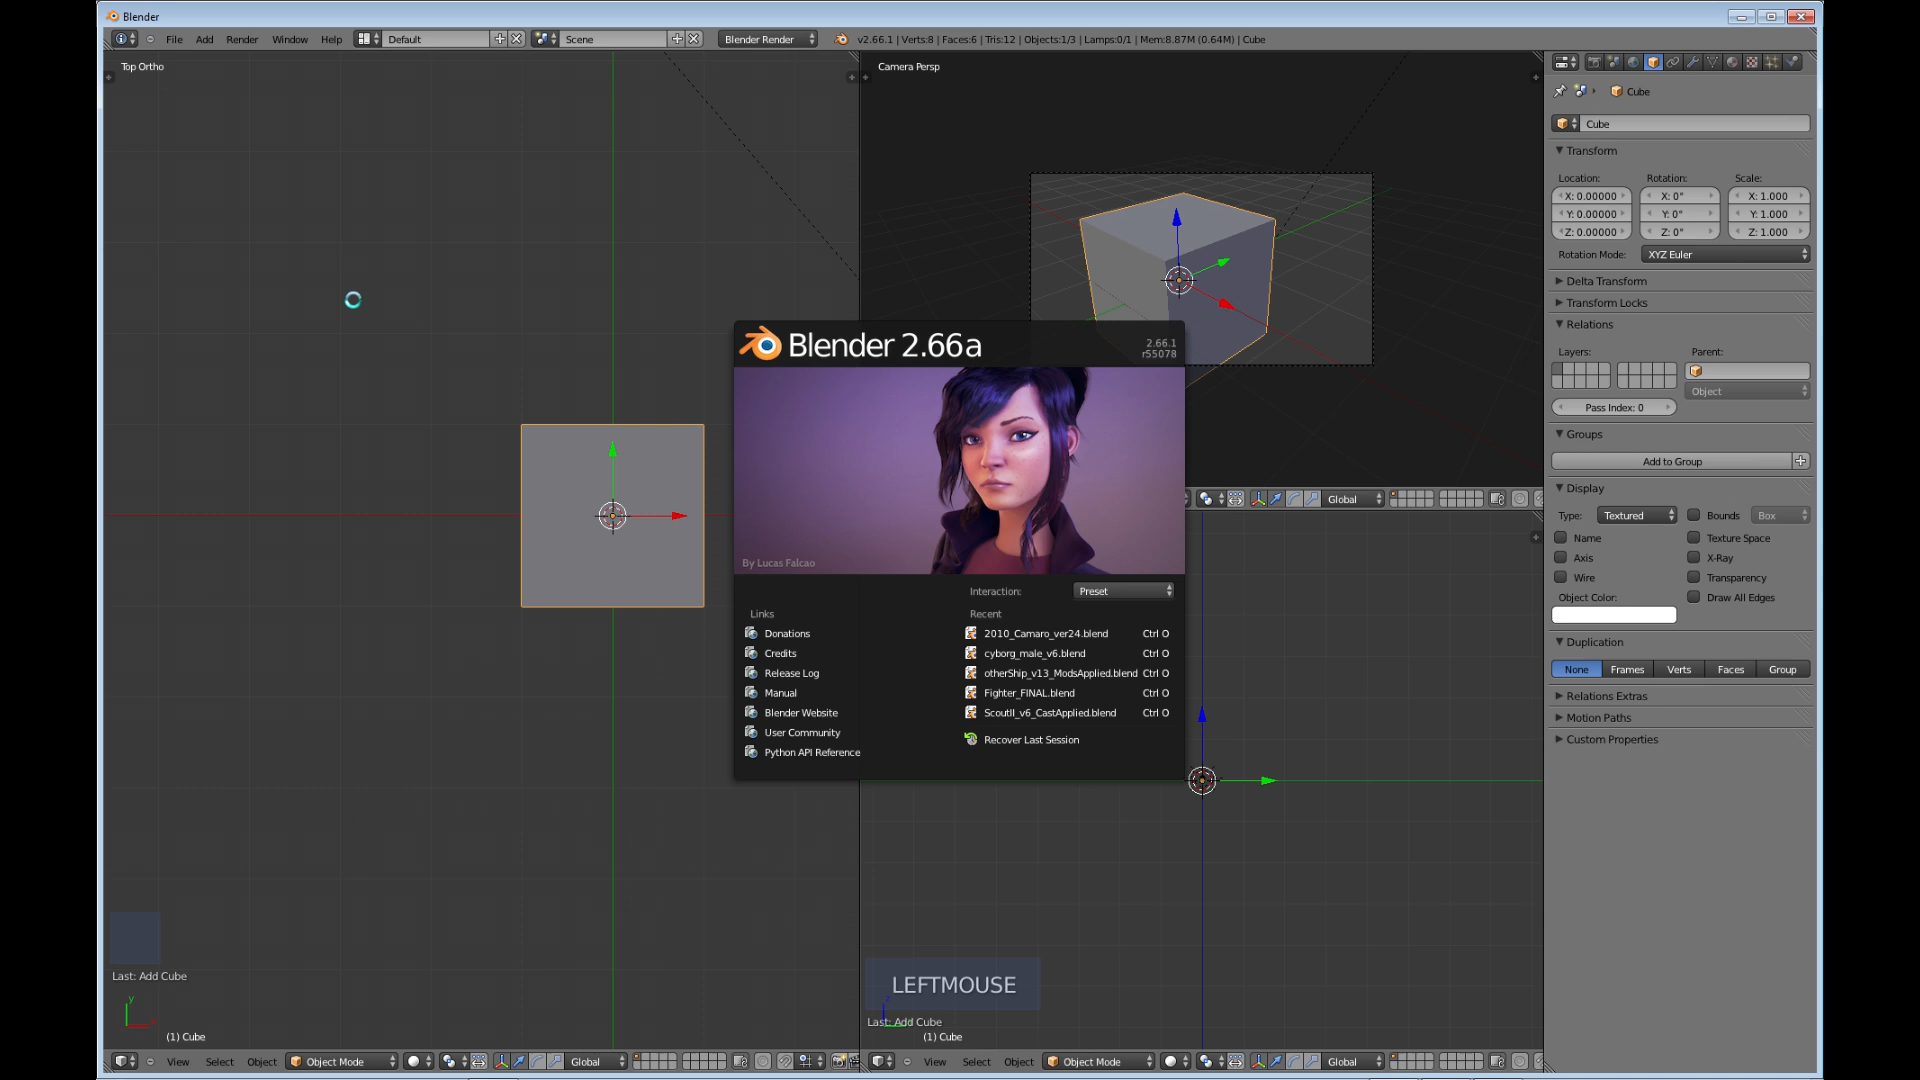 Blender
File Add Render Window Help Default Scene Blender Render v2.66.1 | Verts:8 | Faces:6 | Tris:12 | Objects:1/3 | Lamps:0/1 | Mem:8.87M (0.64M) | Cube
Top Ortho
Camera Persp
Cube
Cube
Transform
Location: Rotation: Scale:
X: 0.00000 X: 0° X: 1.000
Y: 0.00000 Y: 0° Y: 1.000
Z: 0.00000 Z: 0° Z: 1.000
Rotation Mode: XYZ Euler
Delta Transform
Transform Locks
Relations
Layers: Parent:
Object
Pass Index: 0
Groups
Add to Group
Display
Type: Textured Bounds Box
Name Texture Space
Axis X-Ray
Wire Transparency
Object Color: Draw All Edges
Duplication
None Frames Verts Faces Group
Relations Extras
Motion Paths
Custom Properties
Blender 2.66a
2.66.1
r55078
By Lucas Falcao
Interaction: Preset
Links Recent
Donations 2010_Camaro_ver24.blend Ctrl O
Credits cyborg_male_v6.blend Ctrl O
Release Log otherShip_v13_ModsApplied.blend Ctrl O
Manual Fighter_FINAL.blend Ctrl O
Blender Website ScoutII_v6_CastApplied.blend Ctrl O
User Community Recover Last Session
Python API Reference
Global
Last: Add Cube
y
(1) Cube
LEFTMOUSE
Last: Add Cube
(1) Cube
View Select Object Object Mode Global
View Select Object Object Mode Global